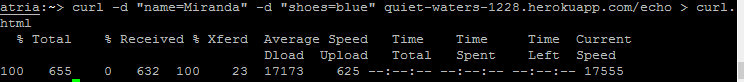 atria:~> curl -d "name=Miranda" -d "shoes=blue" quiet-waters-1228.herokuapp.com/echo > curl.
html
% Total % Received % Xferd Average Speed Time Time Time Current
Dload Upload Total Spent Left Speed
100 655 0 632 100 23 17173 625 --:--:-- --:--:-- --:--:-- 17555